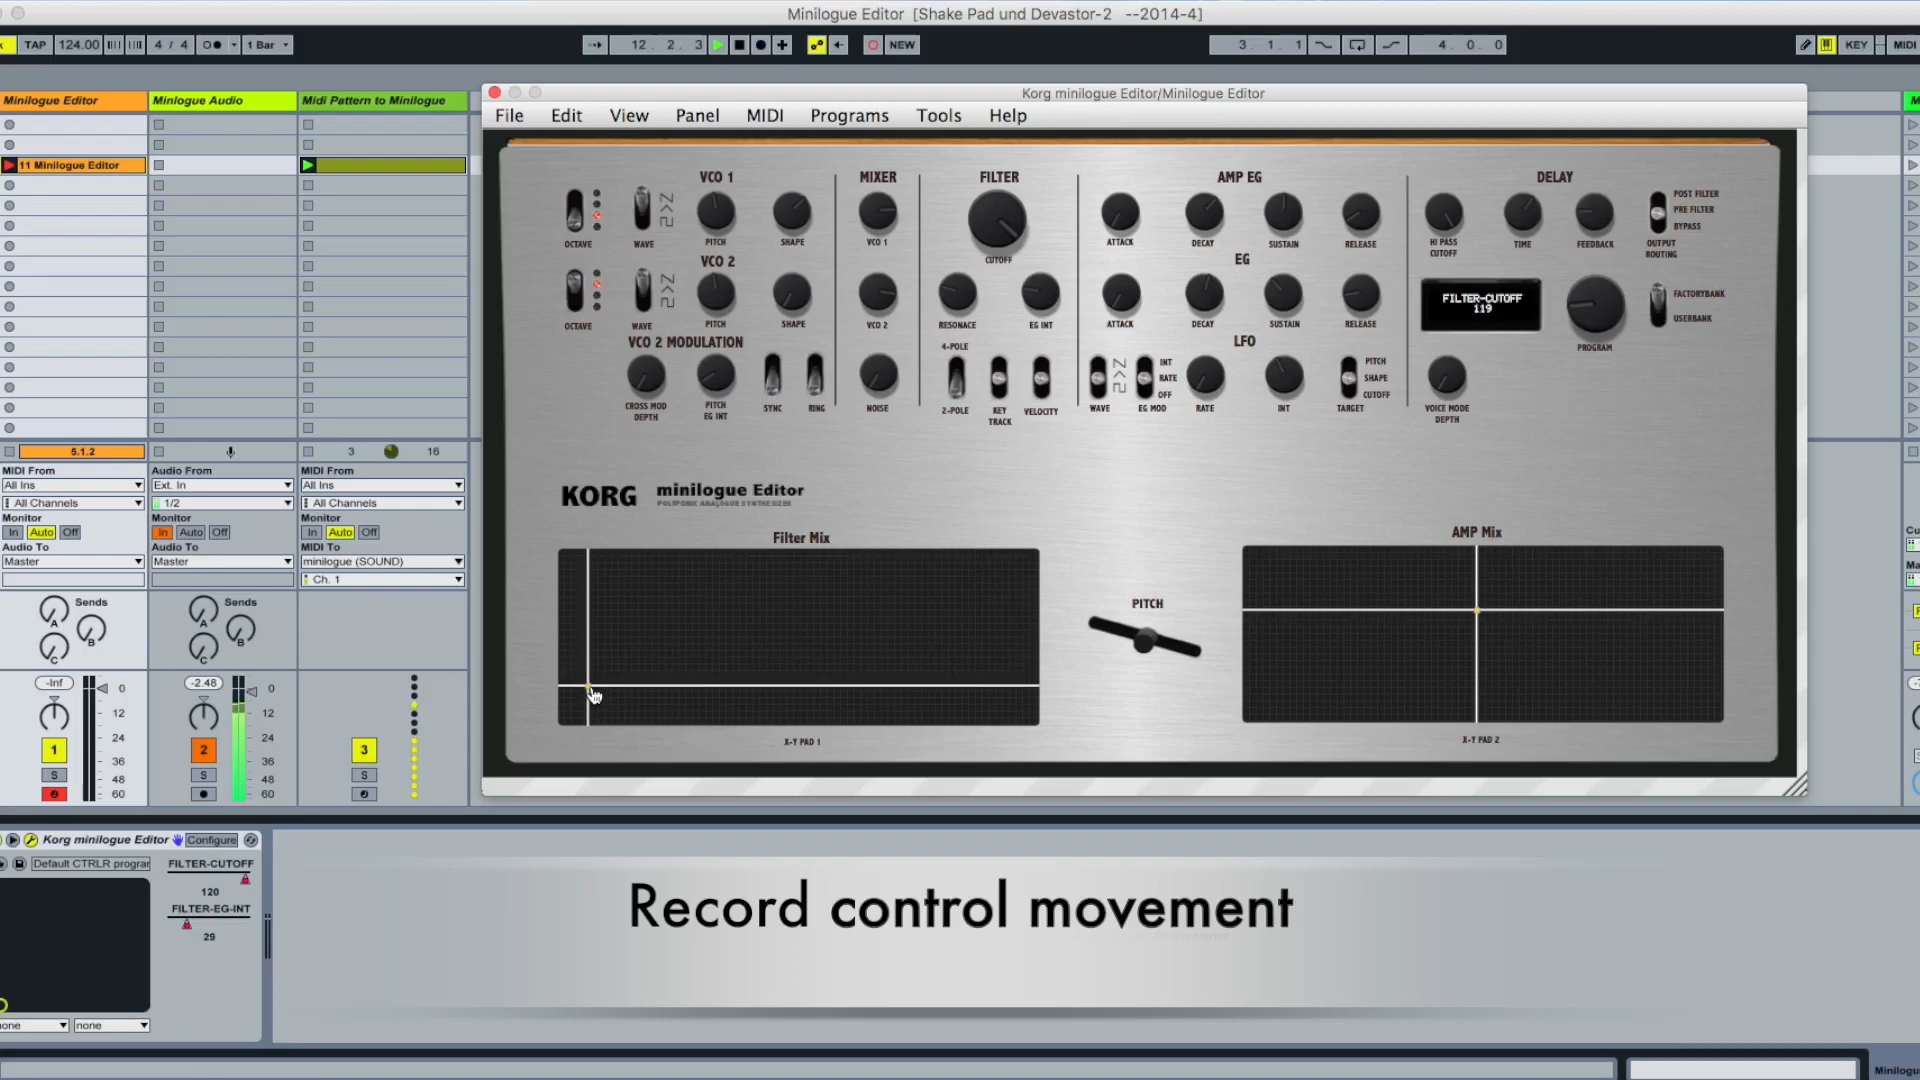 Minilogue Editor [Shake Pad und Devastor-2 --2014-4]
TAP 124.00 4 / 4 1 Bar 12. 2. 3 NEW 3. 1. 1 4. 0. 0 KEY MIDI
Minilogue Editor Minlogue Audio Midi Pattern to Minilogue
11 Minilogue Editor
Korg minilogue Editor/Minilogue Editor
File Edit View Panel MIDI Programs Tools Help
VCO 1 MIXER FILTER AMP EG DELAY
POST FILTER
PRE FILTER
BYPASS
OCTAVE WAVE PITCH SHAPE VCO 1 CUTOFF ATTACK DECAY SUSTAIN RELEASE HI PASS CUTOFF TIME FEEDBACK OUTPUT ROUTING
VCO 2 EG
FILTER-CUTOFF
119
FACTORYBANK
USERBANK
OCTAVE WAVE PITCH SHAPE VCO 2 RESONACE EG INT ATTACK DECAY SUSTAIN RELEASE PROGRAM
VCO 2 MODULATION 4-POLE LFO
INT
RATE
OFF
PITCH
SHAPE
CUTOFF
CROSS MOD DEPTH PITCH EG INT SYNC RING NOISE 2-POLE KEY TRACK VELOCITY WAVE EG MOD RATE INT TARGET VOICE MODE DEPTH
KORG minilogue Editor
POLYPONIC ANALOGUE SYNTHESIZER
Filter Mix AMP Mix
PITCH
X-Y PAD 1 X-Y PAD 2
5.1.2 3 16
MIDI From Audio From MIDI From
All Ins Ext. In All Ins
All Channels 1/2 All Channels
Monitor Monitor Monitor
In Auto Off In Auto Off In Auto Off
Audio To Audio To MIDI To
Master Master minilogue (SOUND)
Ch. 1
Sends Sends
A B A B
C C
-Inf 0 -2.48 0
12 12
24 24
1 2 3
36 36
S 48 S 48 S
60 60
Korg minilogue Editor Configure
Default CTRLR prograr FILTER-CUTOFF
120
FILTER-EG-INT
29
none none
Record control movement
Minilogue